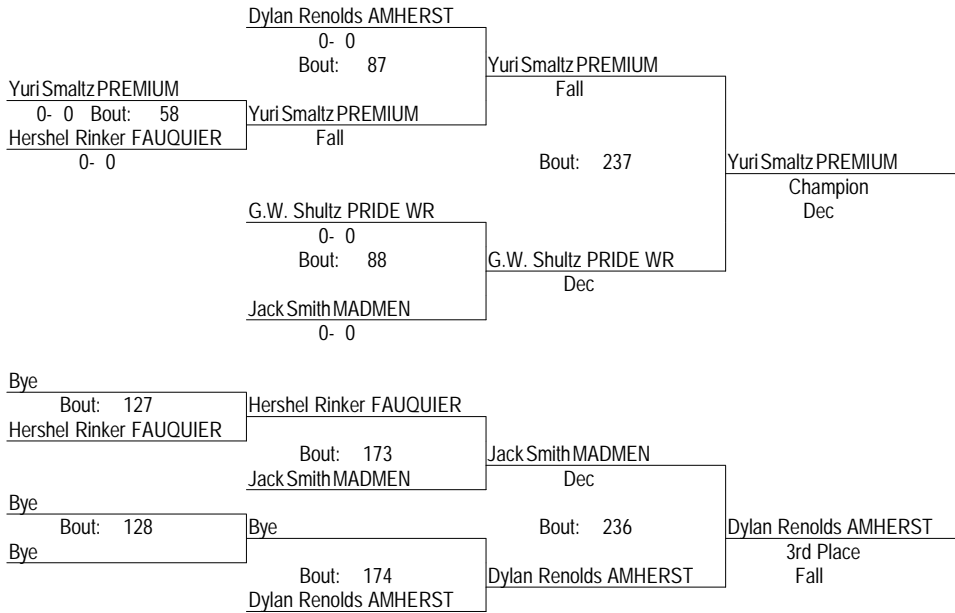 Dylan Renolds AMHERST
0- 0
Bout: 87
Yuri Smaltz PREMIUM
Fall
Yuri Smaltz PREMIUM
0- 0 Bout: 58
Yuri Smaltz PREMIUM
Fall
Hershel Rinker FAUQUIER
0- 0
Bout: 237
Yuri Smaltz PREMIUM
Champion
Dec
G.W. Shultz PRIDE WR
0- 0
Bout: 88
G.W. Shultz PRIDE WR
Dec
Jack Smith MADMEN
0- 0
Bye
Bout: 127
Hershel Rinker FAUQUIER
Hershel Rinker FAUQUIER
Bout: 173
Jack Smith MADMEN
Dec
Jack Smith MADMEN
Bye
Bout: 128
Bye
Bye
Bout: 236
Dylan Renolds AMHERST
3rd Place
Fall
Bout: 174
Dylan Renolds AMHERST
Dylan Renolds AMHERST